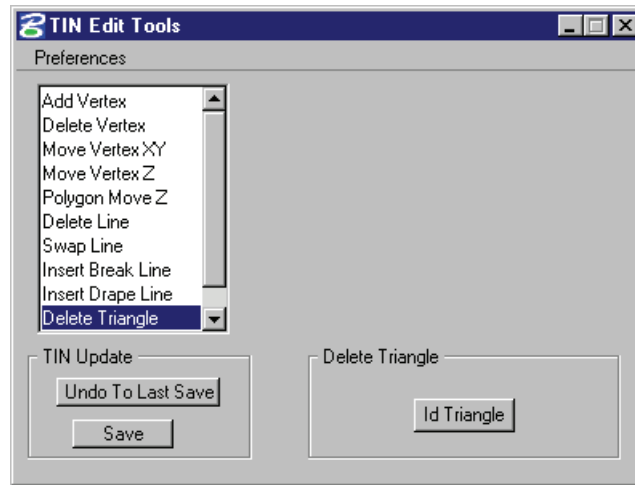 TIN Edit Tools
Preferences
Add Vertex
Delete Vertex
Move Vertex XY
Move Vertex Z
Polygon Move Z
Delete Line
Swap Line
Insert Break Line
Insert Drape Line
Delete Triangle
TIN Update
Undo To Last Save
Save
Delete Triangle
Id Triangle